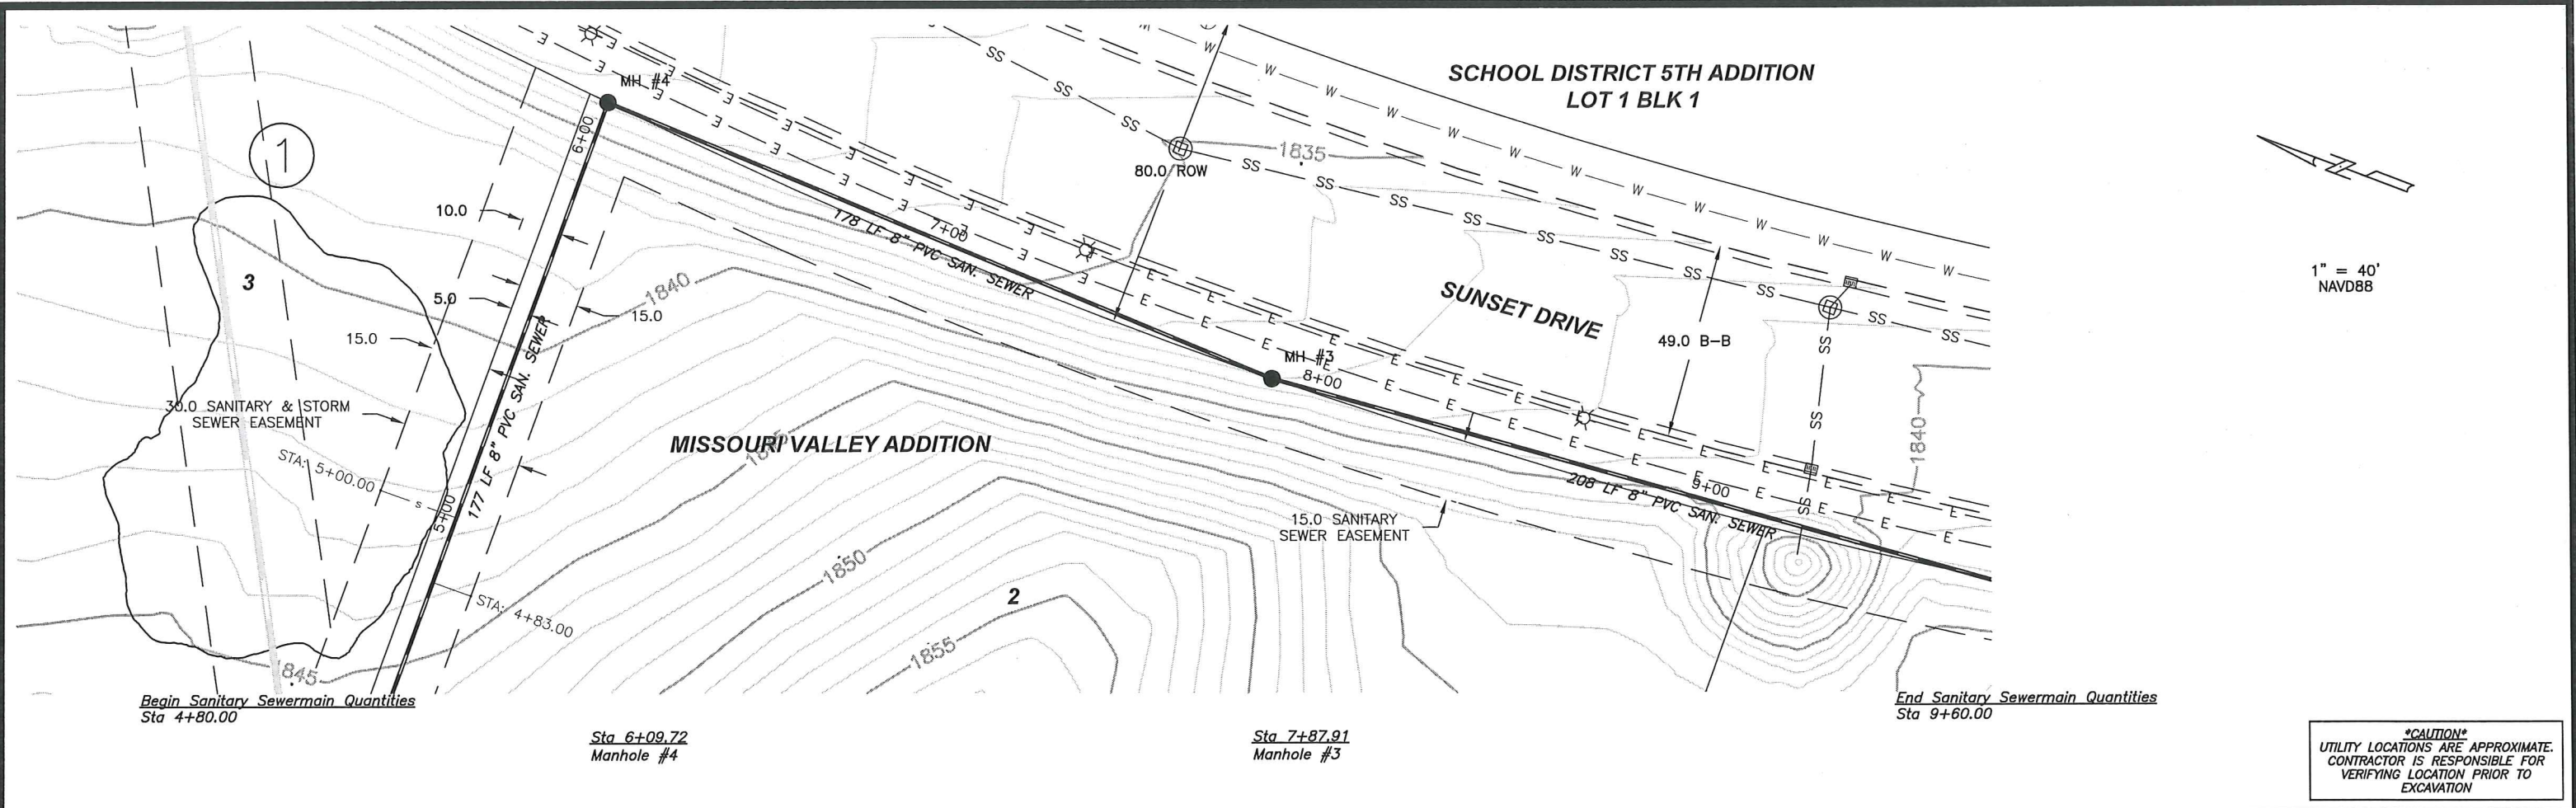 SCHOOL DISTRICT 5TH ADDITION
LOT 1 BLK 1
MH #4
6+00
1
10.0
80.0 ROW
1835
7+00
178 LF 8" PVC SAN. SEWER
3
5.0
15.0
15.0
1840
SUNSET DRIVE
49.0 B-B
1" = 40'
NAVD88
MH #3
8+00
30.0 SANITARY & STORM
SEWER EASEMENT
177 LF 8" PVC SAN. SEWER
MISSOURI VALLEY ADDITION
1845
1840
STA: 5+00.00
S
5+00
9+00
208 LF 8" PVC SAN. SEWER
15.0 SANITARY
SEWER EASEMENT
1850
2
STA: 4+83.00
1855
1845
Begin Sanitary Sewermain Quantities
Sta 4+80.00
End Sanitary Sewermain Quantities
Sta 9+60.00
Sta 6+09.72
Manhole #4
Sta 7+87.91
Manhole #3
*CAUTION*
UTILITY LOCATIONS ARE APPROXIMATE.
CONTRACTOR IS RESPONSIBLE FOR
VERIFYING LOCATION PRIOR TO
EXCAVATION